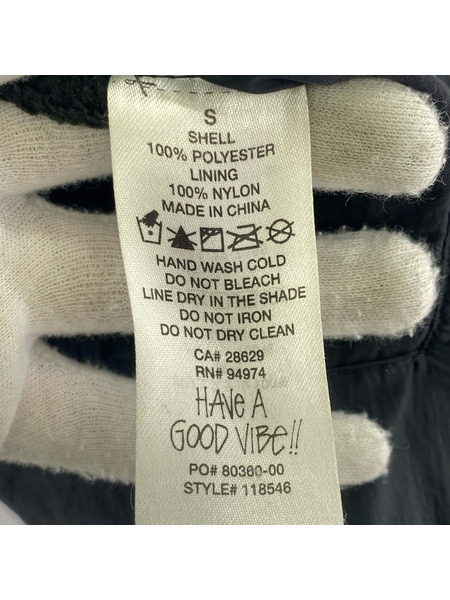 S
SHELL
100% POLYESTER
LINING
100% NYLON
MADE IN CHINA
HAND WASH COLD
DO NOT BLEACH
LINE DRY IN THE SHADE
DO NOT IRON
DO NOT DRY CLEAN
CA# 28629
RN# 94974
HAVE A
GOOD VIBE!!
PO# 80360-00
STYLE# 118546